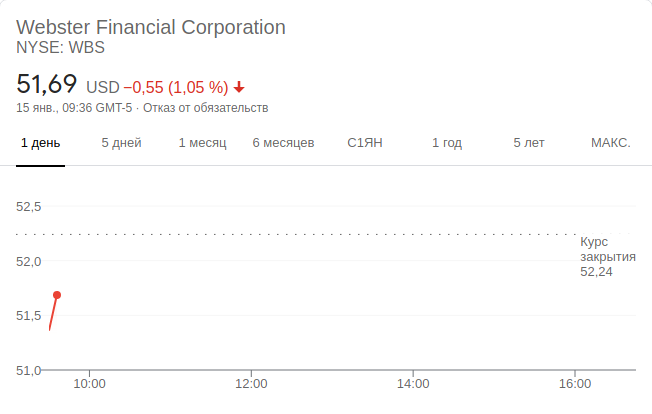 Webster Financial Corporation
NYSE: WBS
51,69 USD −0,55 (1,05 %)
15 янв., 09:36 GMT-5 · Отказ от обязательств
1 день 5 дней 1 месяц 6 месяцев С1ЯН 1 год 5 лет МАКС.
52,5
Курс
закрытия
52,24
52,0
51,5
51,0
10:00 12:00 14:00 16:00